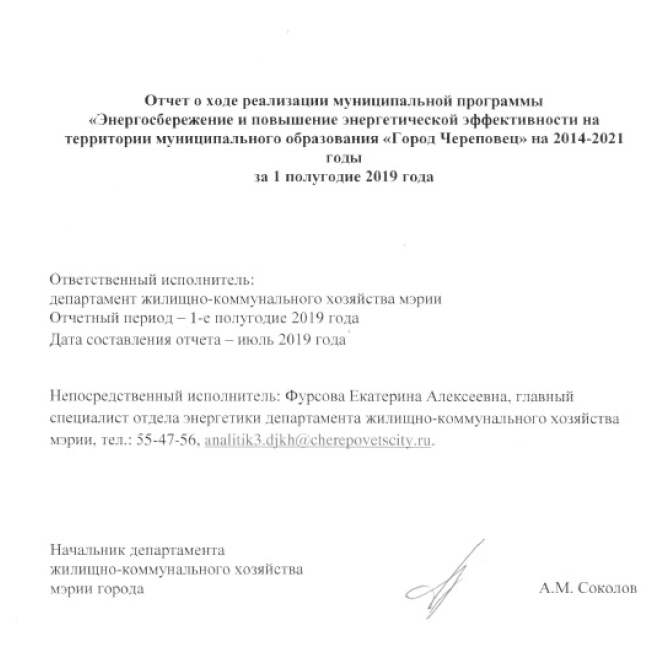 Отчет о ходе реализации муниципальной программы
«Энергосбережение и повышение энергетической эффективности на
территории муниципального образования «Город Череповец» на 2014-2021
годы
за 1 полугодие 2019 года
Ответственный исполнитель:
департамент жилищно-коммунального хозяйства мэрии
Отчетный период – 1-е полугодие 2019 года
Дата составления отчета – июль 2019 года
Непосредственный исполнитель: Фурсова Екатерина Алексеевна, главный
специалист отдела энергетики департамента жилищно-коммунального хозяйства
мэрии, тел.: 55-47-56, analitik3.djkh@cherepovetscity.ru.
Начальник департамента
жилищно-коммунального хозяйства
мэрии города
А.М. Соколов